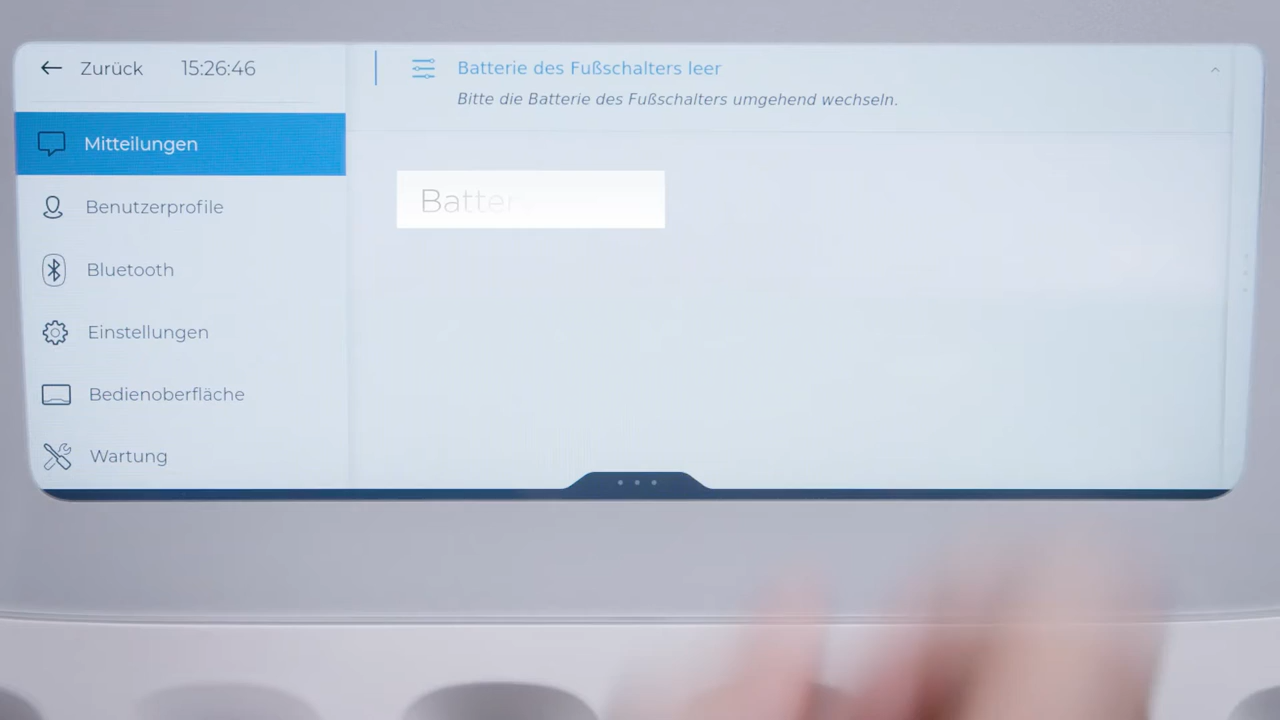 Zurück 15:26:46
Mitteilungen
Benutzerprofile
Bluetooth
Einstellungen
Bedienoberfläche
Wartung
Batterie des Fußschalters leer
Bitte die Batterie des Fußschalters umgehend wechseln.